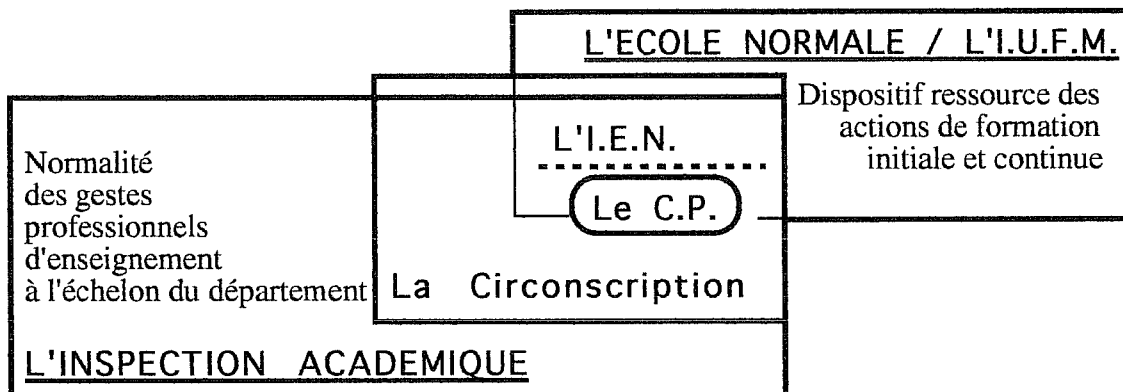 L'ECOLE NORMALE / L'I.U.F.M.
Dispositif ressource des
actions de formation
initiale et continue
L'I.E.N.
Le C.P.
Normalité
des gestes
professionnels
d'enseignement
à l'échelon du département
La Circonscription
L'INSPECTION ACADEMIQUE